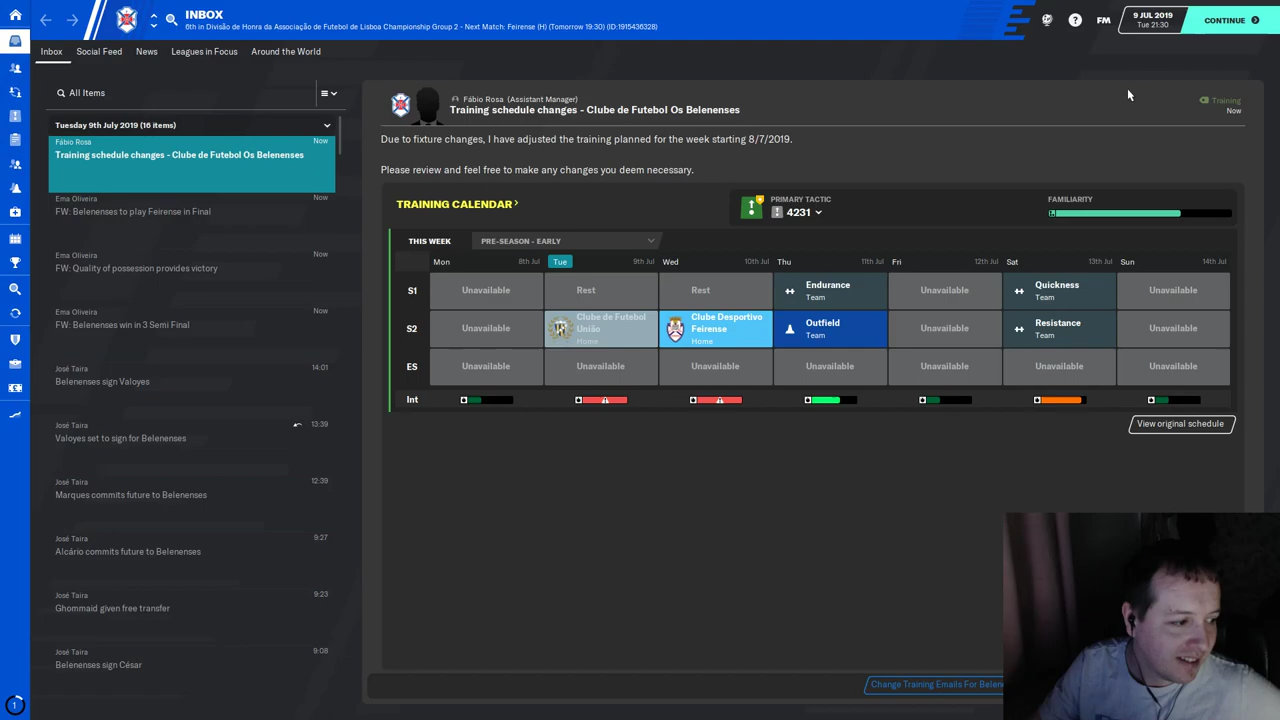 INBOX
6th in Divisão de Honra da Associação de Futebol de Lisboa Championship Group 2 - Next Match: Feirense (H) (Tomorrow 19:30) (ID:1915436328)
FM
9 JUL 2019
Tue 21:30
CONTINUE
Inbox
Social Feed
News
Leagues in Focus
Around the World
All Items
Tuesday 9th July 2019 (16 items)
Fábio Rosa
Now
Training schedule changes - Clube de Futebol Os Belenenses
Ema Oliveira
Now
FW: Belenenses to play Feirense in Final
Ema Oliveira
Now
FW: Quality of possession provides victory
Ema Oliveira
Now
FW: Belenenses win in 3 Semi Final
José Taira
14:01
Belenenses sign Valoyes
José Taira
13:39
Valoyes set to sign for Belenenses
José Taira
12:39
Marques commits future to Belenenses
José Taira
9:27
Alcário commits future to Belenenses
José Taira
9:23
Ghommaid given free transfer
José Taira
9:08
Belenenses sign César
1
Fábio Rosa (Assistant Manager)
Training schedule changes - Clube de Futebol Os Belenenses
Training
Now
Due to fixture changes, I have adjusted the training planned for the week starting 8/7/2019.
Please review and feel free to make any changes you deem necessary.
TRAINING CALENDAR
PRIMARY TACTIC
4231
FAMILIARITY
THIS WEEK
PRE-SEASON - EARLY
Mon 8th Jul Tue 9th Jul Wed 10th Jul Thu 11th Jul Fri 12th Jul Sat 13th Jul Sun 14th Jul
S1 Unavailable Rest Rest Endurance Team Unavailable Quickness Team Unavailable
S2 Unavailable Clube de Futebol União Home Clube Desportivo Feirense Home Outfield Team Unavailable Resistance Team Unavailable
ES Unavailable Unavailable Unavailable Unavailable Unavailable Unavailable Unavailable
Int
View original schedule
Change Training Emails For Belen